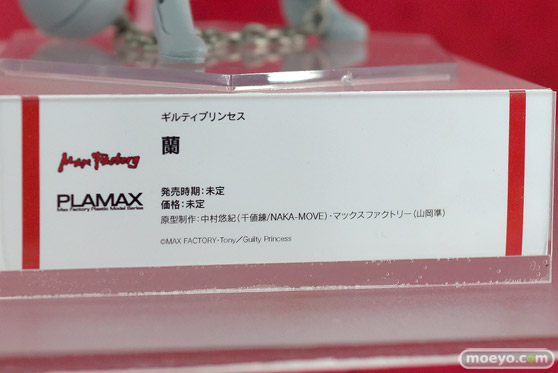 ギルティプリンセス
蘭
Max Factory
PLAMAX
Max Factory Plastic Model Series
発売時期：未定
価格：未定
原型制作：中村悠紀（千値練/NAKA-MOVE）・マックスファクトリー（山岡準）
©MAX FACTORY・Tony／Guilty Princess
moeyo.com